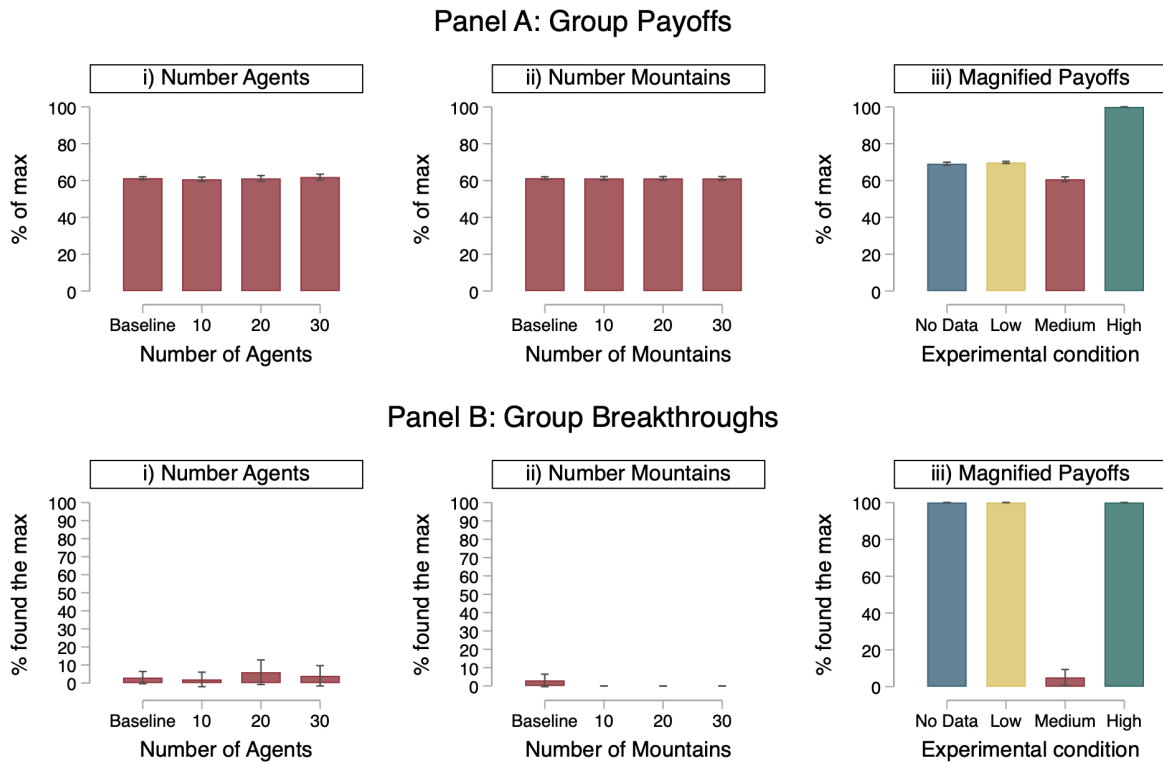 Panel A: Group Payoffs
i) Number Agents
ii) Number Mountains
iii) Magnified Payoffs
% of max
100
80
60
40
20
0
Baseline 10 20 30
Number of Agents
% of max
100
80
60
40
20
0
Baseline 10 20 30
Number of Mountains
% of max
100
80
60
40
20
0
No Data Low Medium High
Experimental condition
Panel B: Group Breakthroughs
i) Number Agents
ii) Number Mountains
iii) Magnified Payoffs
% found the max
100
90
80
70
60
50
40
30
20
10
0
Baseline 10 20 30
Number of Agents
% found the max
100
90
80
70
60
50
40
30
20
10
0
Baseline 10 20 30
Number of Mountains
% found the max
100
80
60
40
20
0
No Data Low Medium High
Experimental condition